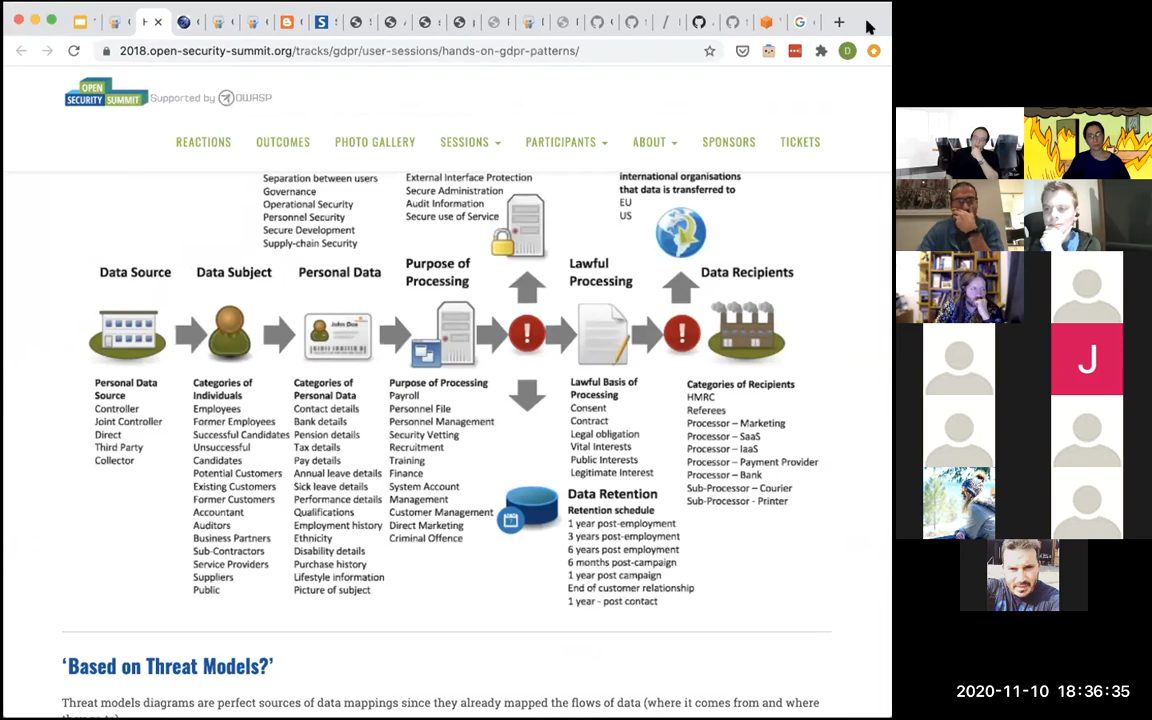 2018.open-security-summit.org/tracks/gdpr/user-sessions/hands-on-gdpr-patterns/
D
OPEN
SECURITY SUMMIT
Supported by OWASP
REACTIONS OUTCOMES PHOTO GALLERY SESSIONS PARTICIPANTS ABOUT SPONSORS TICKETS
Separation between users
Governance
Operational Security
Personnel Security
Secure Development
Supply-chain Security
External Interface Protection
Secure Administration
Audit Information
Secure use of Service
international organisations
that data is transferred to
EU
US
Data Source
Data Subject
Personal Data
Purpose of
Processing
Lawful
Processing
Data Recipients
John Doe
Personal Data
Source
Controller
Joint Controller
Direct
Third Party
Collector
Categories of
Individuals
Employees
Former Employees
Successful Candidates
Unsuccessful
Candidates
Potential Customers
Existing Customers
Former Customers
Accountant
Auditors
Business Partners
Sub-Contractors
Service Providers
Suppliers
Public
Categories of
Personal Data
Contact details
Bank details
Pension details
Tax details
Pay details
Annual leave details
Sick leave details
Performance details
Qualifications
Employment history
Ethnicity
Disability details
Purchase history
Lifestyle information
Picture of subject
Purpose of Processing
Payroll
Personnel File
Personnel Management
Security Vetting
Recruitment
Training
Finance
System Account
Management
Customer Management
Direct Marketing
Criminal Offence
Lawful Basis of
Processing
Consent
Contract
Legal obligation
Vital Interests
Public Interests
Legitimate Interest
Data Retention
Retention schedule
1 year post-employment
3 years post-employment
6 years post employment
6 months post-campaign
1 year post campaign
End of customer relationship
1 year - post contact
Categories of Recipients
HMRC
Referees
Processor – Marketing
Processor – SaaS
Processor – IaaS
Processor – Payment Provider
Processor – Bank
Sub-Processor – Courier
Sub-Processor - Printer
‘Based on Threat Models?’
Threat models diagrams are perfect sources of data mappings since they already mapped the flows of data (where it comes from and where
J
2020-11-10 18:36:35